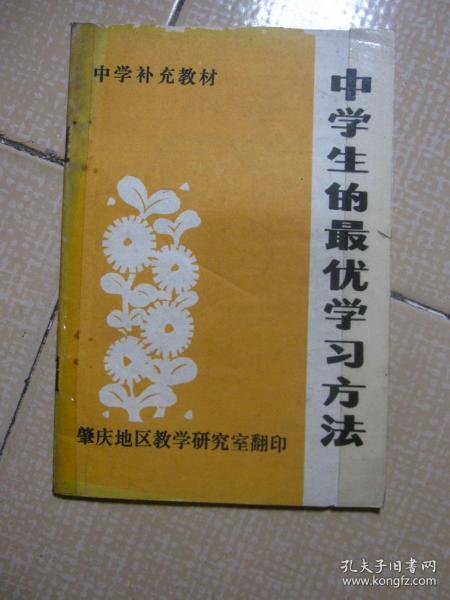 中学补充教材
中学生的最优学习方法
肇庆地区教学研究室翻印
孔夫子旧书网
www.kongfz.com